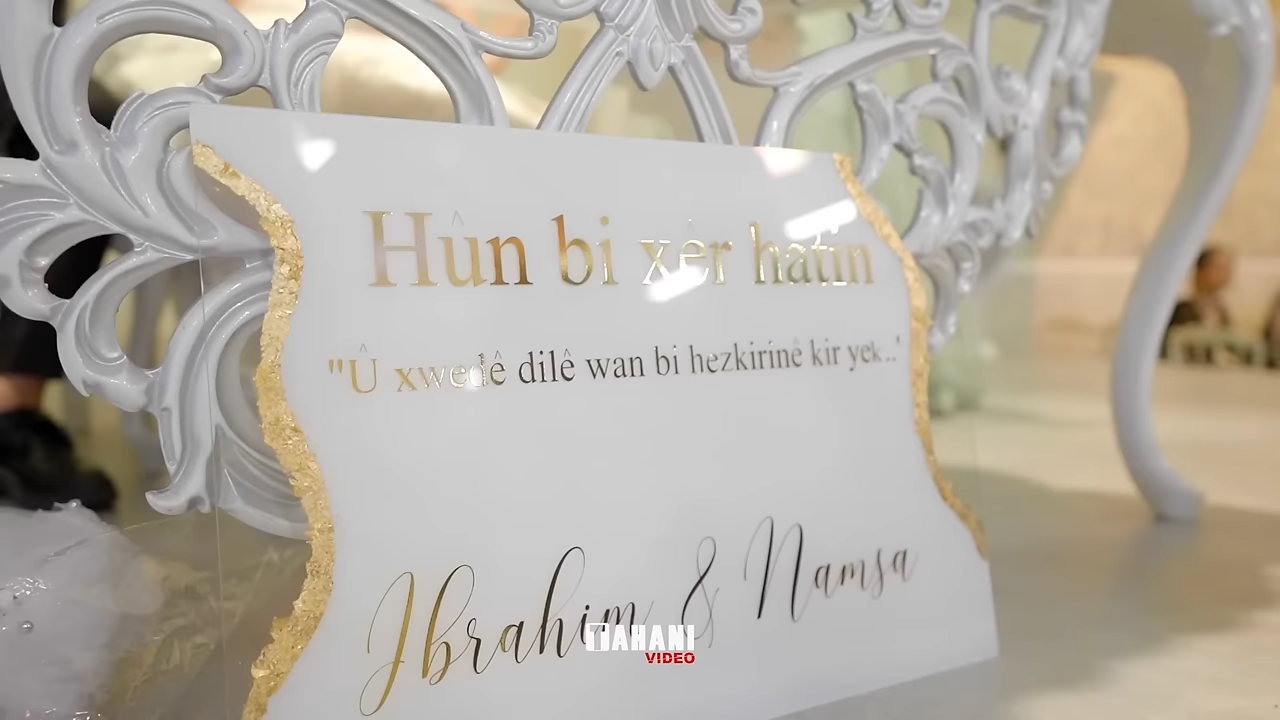 Hûn bi xêr hatin
"Û xwedê dilê wan bi hezkirinê kir yek.."
Ibrahim & Namsa
TAHANI
VIDEO